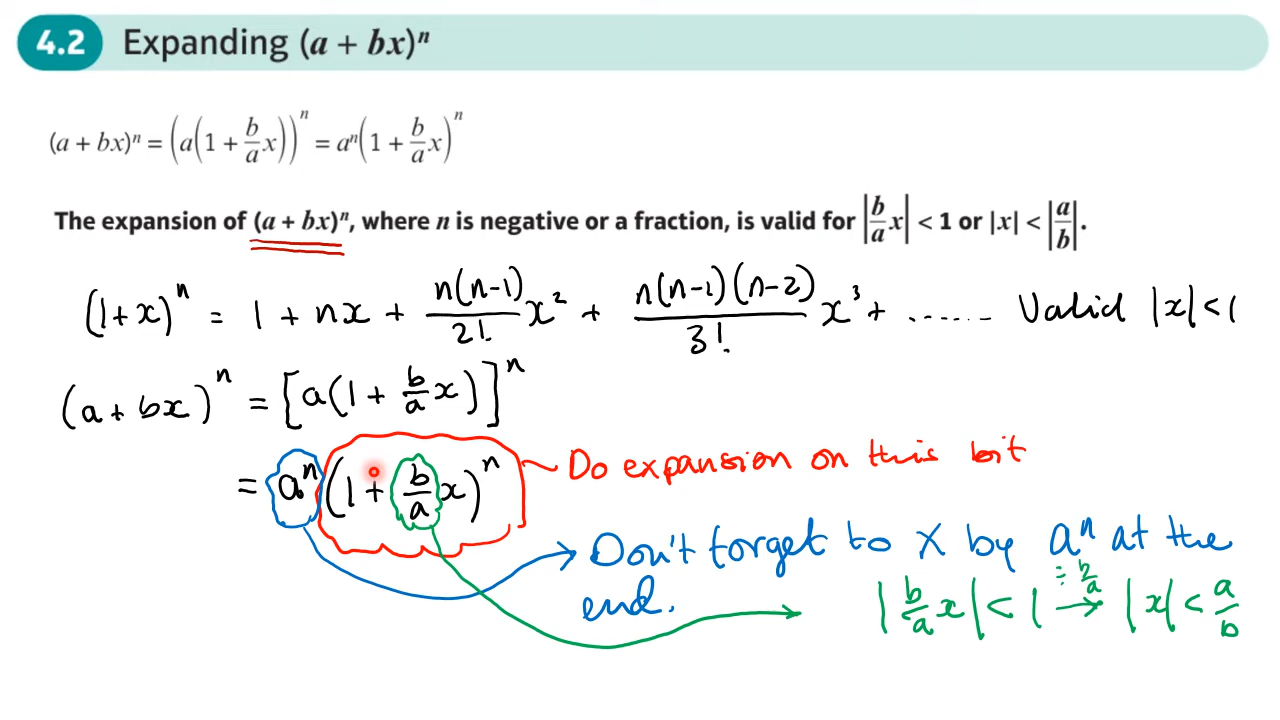 4.2 Expanding (a + bx)ⁿ
(a + bx)ⁿ = (a(1 + b/a x))ⁿ = aⁿ(1 + b/a x)ⁿ
The expansion of (a + bx)ⁿ, where n is negative or a fraction, is valid for |b/a x| < 1 or |x| < |a/b|.
(1+x)ⁿ = 1 + nx + n(n-1)/2! x² + n(n-1)(n-2)/3! x³ + ...... Valid |x| < 1
(a + bx)ⁿ = [a(1 + b/a x)]ⁿ
= aⁿ(1 + b/a x)ⁿ Do expansion on this bit
Don't forget to X by aⁿ at the
end.
|b/a x| < 1 ÷ b/a → |x| < a/b